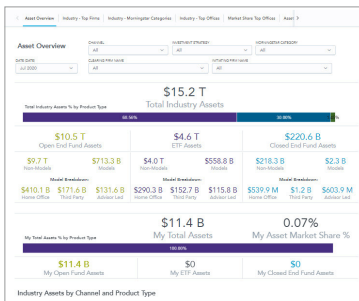 Asset Overview Industry - Top Firms Industry - Morningstar Categories Industry - Top Offices Market Share Top Offices Asset >
Asset Overview
CHANNEL INVESTMENT STRATEGY MORNINGSTAR CATEGORY
All All All
DATE CLEARING FIRM NAME INITIATING FIRM NAME
Jul 2020 All All
$15.2 T
Total Industry Assets % by Product Type Total Industry Assets
$10.5 T $4.6 T $220.6 B
Open End Fund Assets ETF Assets Closed End Fund Assets
$9.7 T $713.3 B $4.0 T $558.8 B $218.3 B $2.3 B
Non-Models Models Non-Models Models Non-Models Models
Model Breakdown: Model Breakdown: Model Breakdown:
$410.1 B $171.6 B $131.6 B $290.3 B $152.7 B $115.8 B $539.9 M $1.2 B $603.9 M
Home Office Third Party Advisor Led Home Office Third Party Advisor Led Home Office Third Party Advisor Led
$11.4 B 0.07%
My Total Assets % by Product Type My Total Assets My Asset Market Share %
100.00%
$11.4 B $0 $0
My Open Fund Assets My ETF Assets My Closed End Fund Assets
Industry Assets by Channel and Product Type